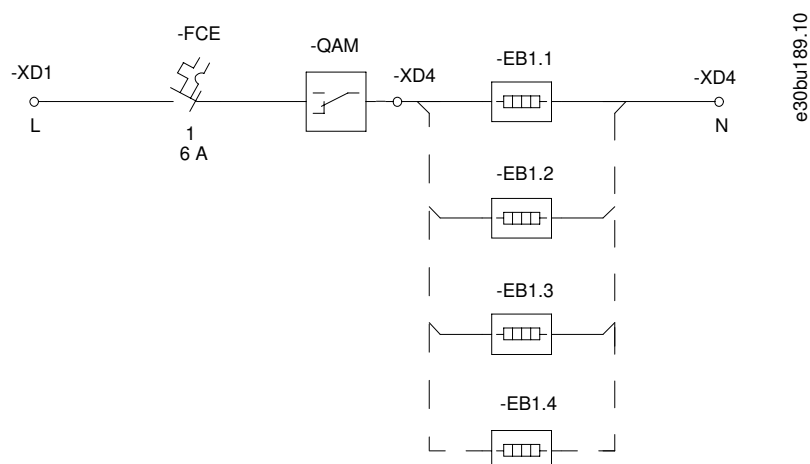 -FCE
-QAM
-EB1.1
-XD1
-XD4
-XD4
L
N
1
6 A
-EB1.2
-EB1.3
-EB1.4
e30bu189.10